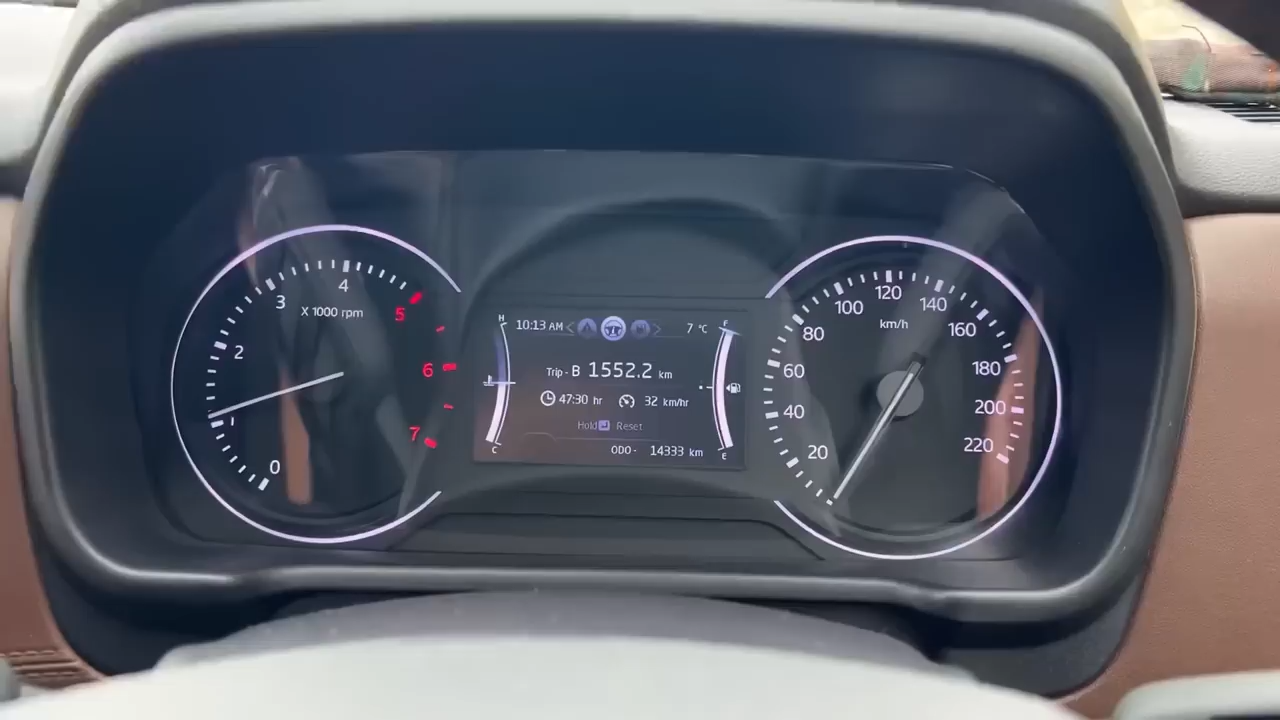 0
1
2
3
4
5
6
7
X 1000 rpm
H
C
10:13 AM < > 7 °C
Trip - B 1552.2 km
47:30 hr 32 km/hr
Hold Reset
ODO - 14333 km
F
E
20
40
60
80
100
120
140
160
180
200
220
km/h